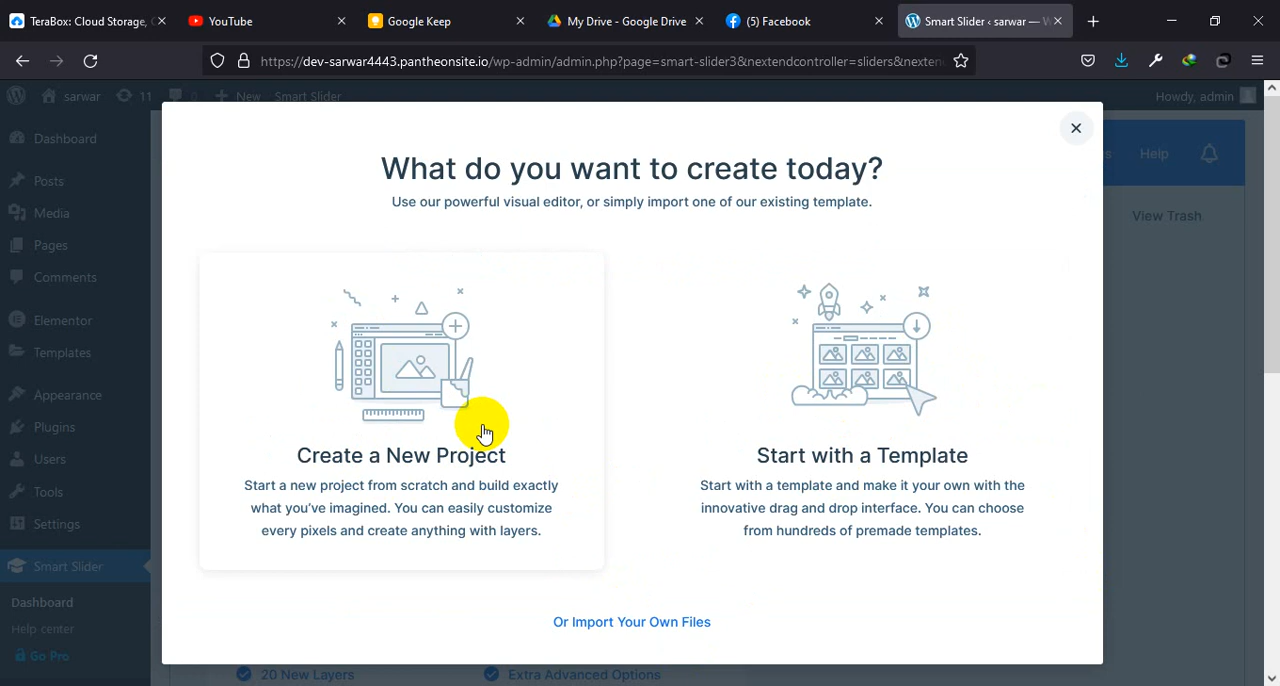 TeraBox: Cloud Storage,
YouTube
Google Keep
My Drive - Google Drive
(5) Facebook
Smart Slider ‹ sarwar — W
https://dev-sarwar4443.pantheonsite.io/wp-admin/admin.php?page=smart-slider3&nextendcontroller=sliders&nexten
sarwar
11
0
New
Smart Slider
Howdy, admin
Dashboard
Posts
Media
Pages
Comments
Elementor
Templates
Appearance
Plugins
Users
Tools
Settings
Smart Slider
Dashboard
Help center
Go Pro
Help
View Trash
What do you want to create today?
Use our powerful visual editor, or simply import one of our existing template.
Create a New Project
Start a new project from scratch and build exactly
what you've imagined. You can easily customize
every pixels and create anything with layers.
Start with a Template
Start with a template and make it your own with the
innovative drag and drop interface. You can choose
from hundreds of premade templates.
Or Import Your Own Files
20 New Layers
Extra Advanced Options